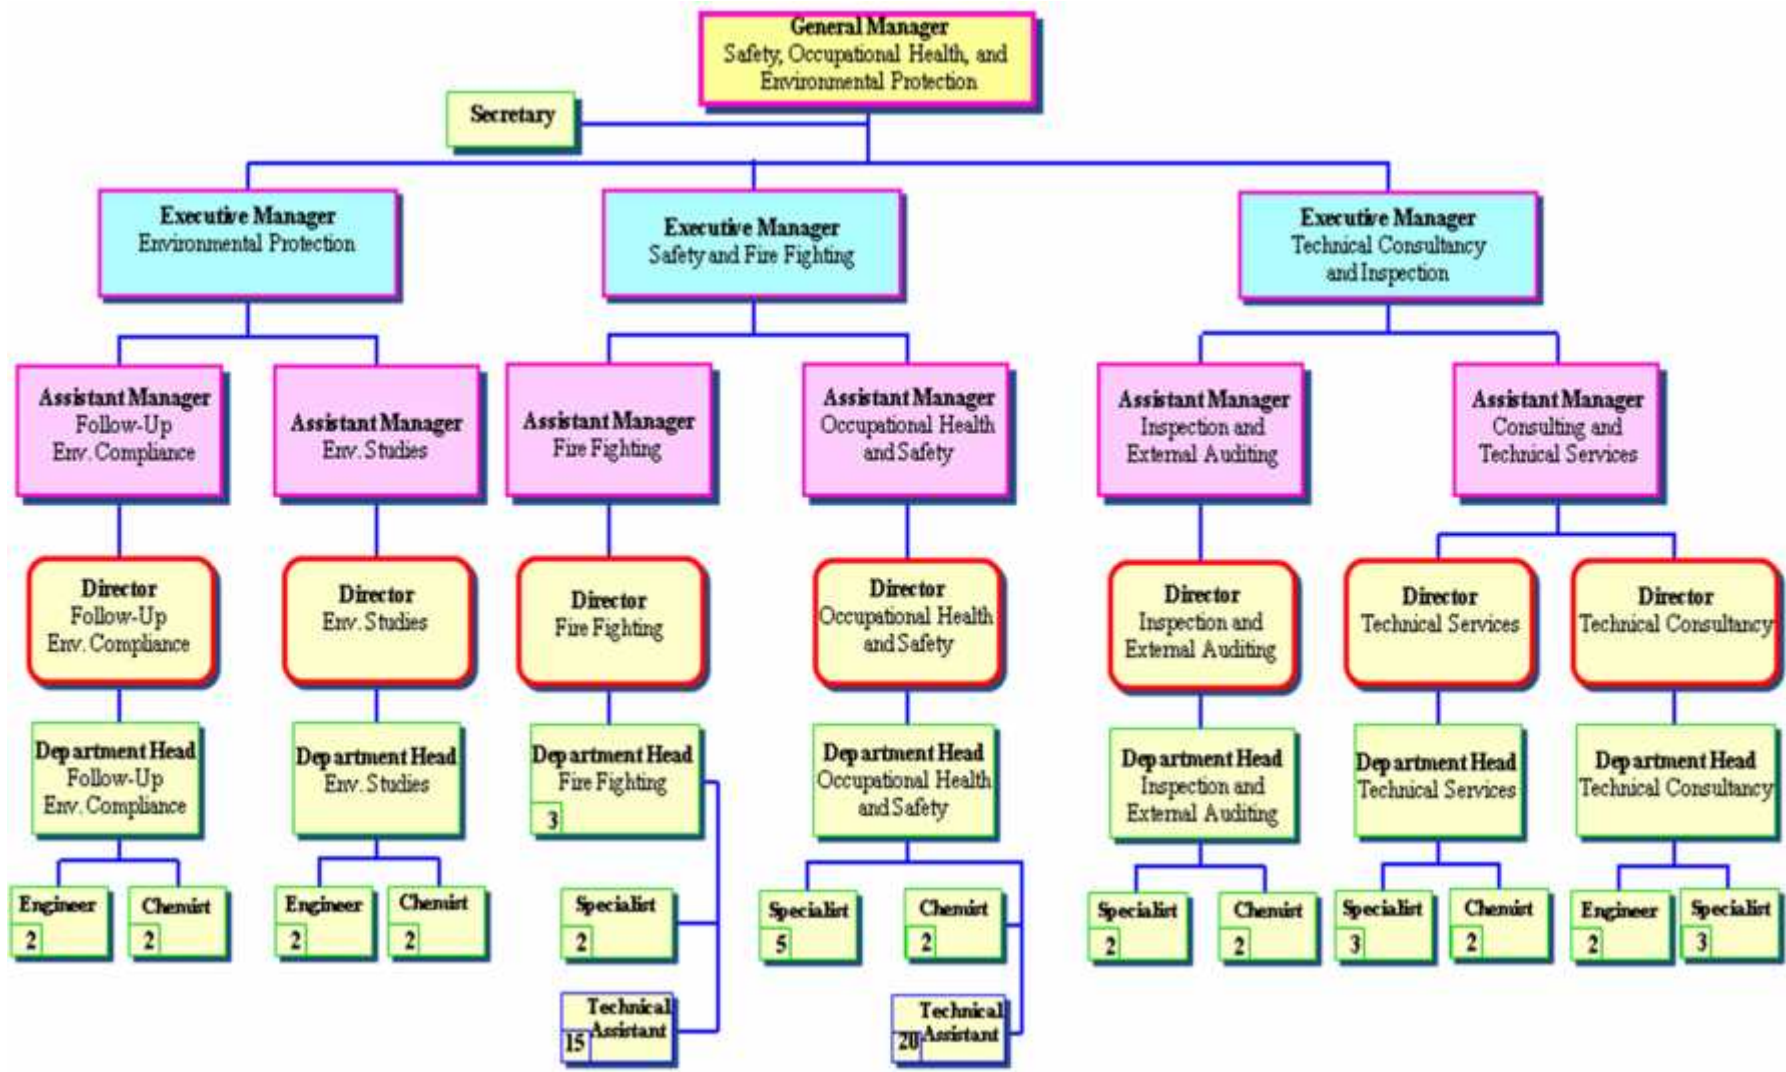 General Manager
Safety, Occupational Health, and
Environmental Protection
Secretary
Executive Manager
Environmental Protection
Executive Manager
Safety and Fire Fighting
Executive Manager
Technical Consultancy
and Inspection
Assistant Manager
Follow-Up
Env. Compliance
Assistant Manager
Env. Studies
Assistant Manager
Fire Fighting
Assistant Manager
Occupational Health
and Safety
Assistant Manager
Inspection and
External Auditing
Assistant Manager
Consulting and
Technical Services
Director
Follow-Up
Env. Compliance
Director
Env. Studies
Director
Fire Fighting
Director
Occupational Health
and Safety
Director
Inspection and
External Auditing
Director
Technical Services
Director
Technical Consultancy
Department Head
Follow-Up
Env. Compliance
Department Head
Env. Studies
Department Head
Fire Fighting
3
Department Head
Occupational Health
and Safety
Department Head
Inspection and
External Auditing
Department Head
Technical Services
Department Head
Technical Consultancy
Engineer
2
Chemist
2
Engineer
2
Chemist
2
Specialist
2
Specialist
5
Chemist
2
Specialist
2
Chemist
2
Specialist
3
Chemist
2
Engineer
2
Specialist
3
Technical
Assistant
15
Technical
Assistant
20